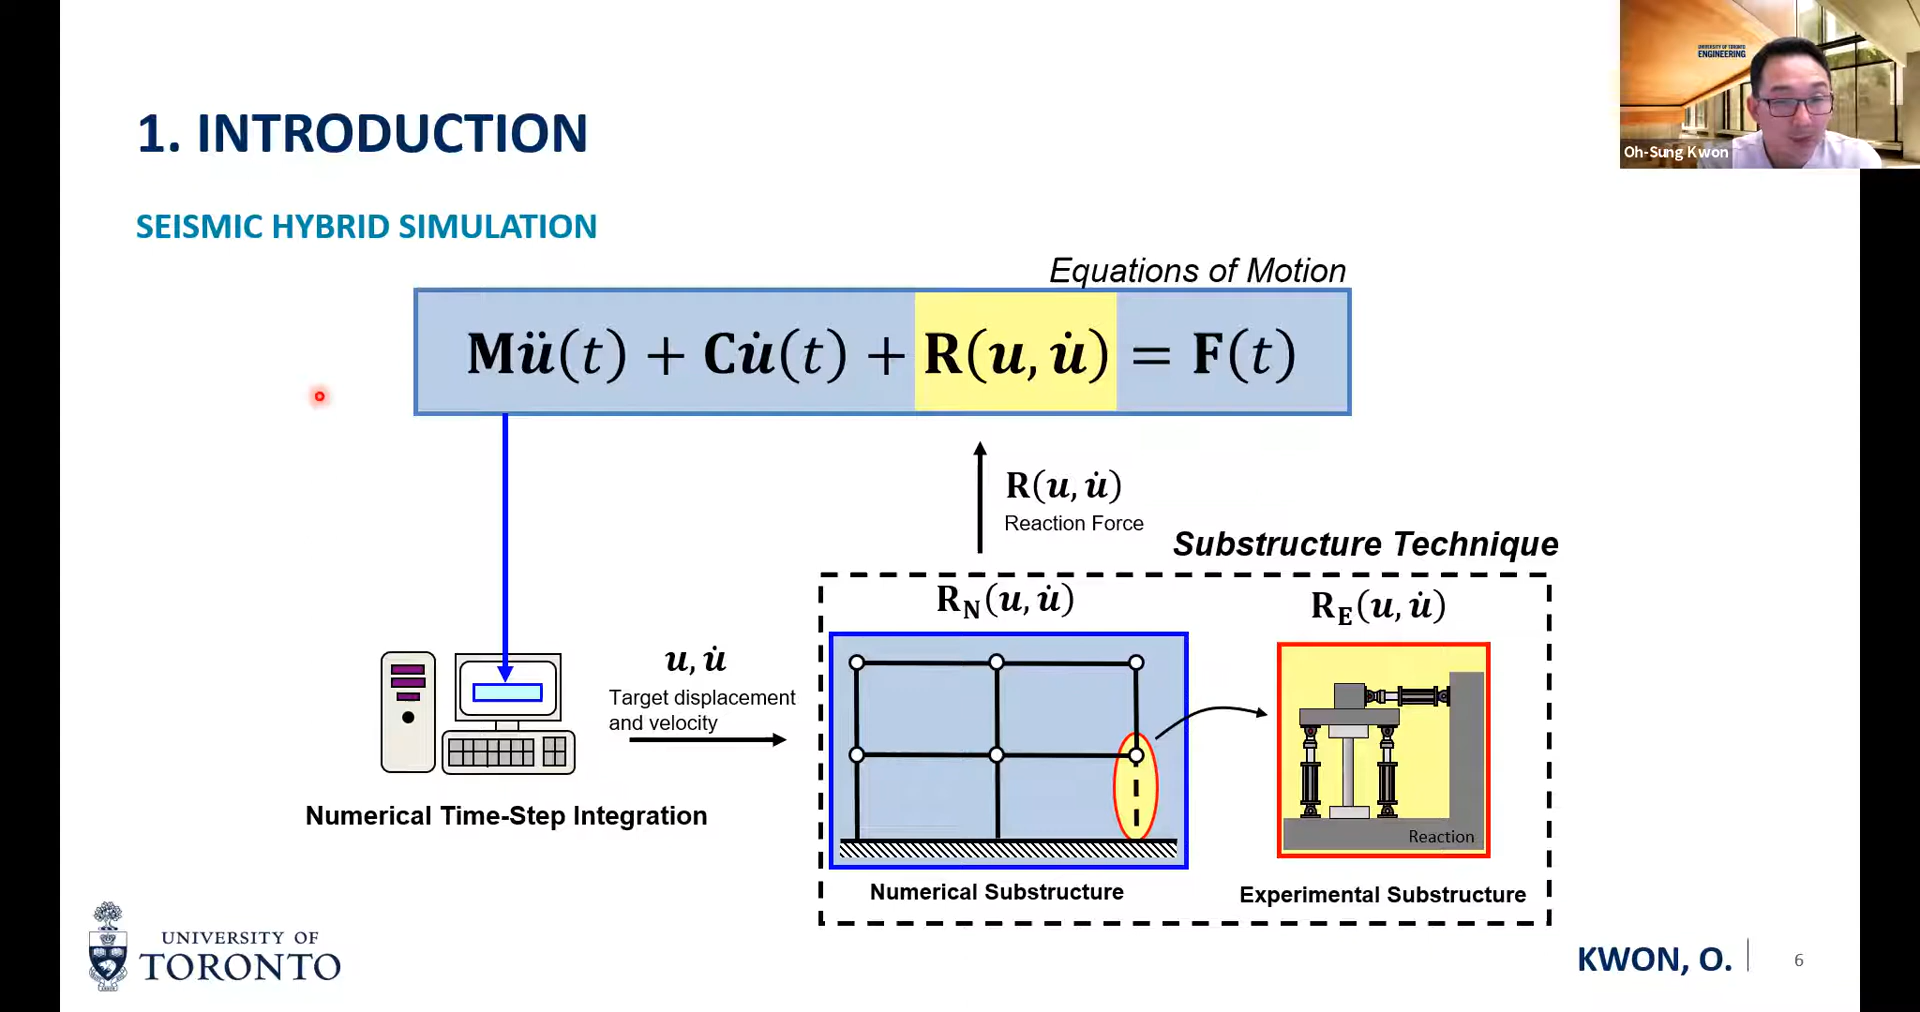 UNIVERSITY OF TORONTO
ENGINEERING
Oh-Sung Kwon
1. INTRODUCTION
SEISMIC HYBRID SIMULATION
Equations of Motion
Mü(t) + Cu̇(t) + R(u, u̇) = F(t)
R(u, u̇)
Reaction Force
Substructure Technique
R_N(u, u̇)
R_E(u, u̇)
u, u̇
Target displacement
and velocity
Reaction
Numerical Time-Step Integration
Numerical Substructure
Experimental Substructure
UNIVERSITY OF
TORONTO
KWON, O.
6